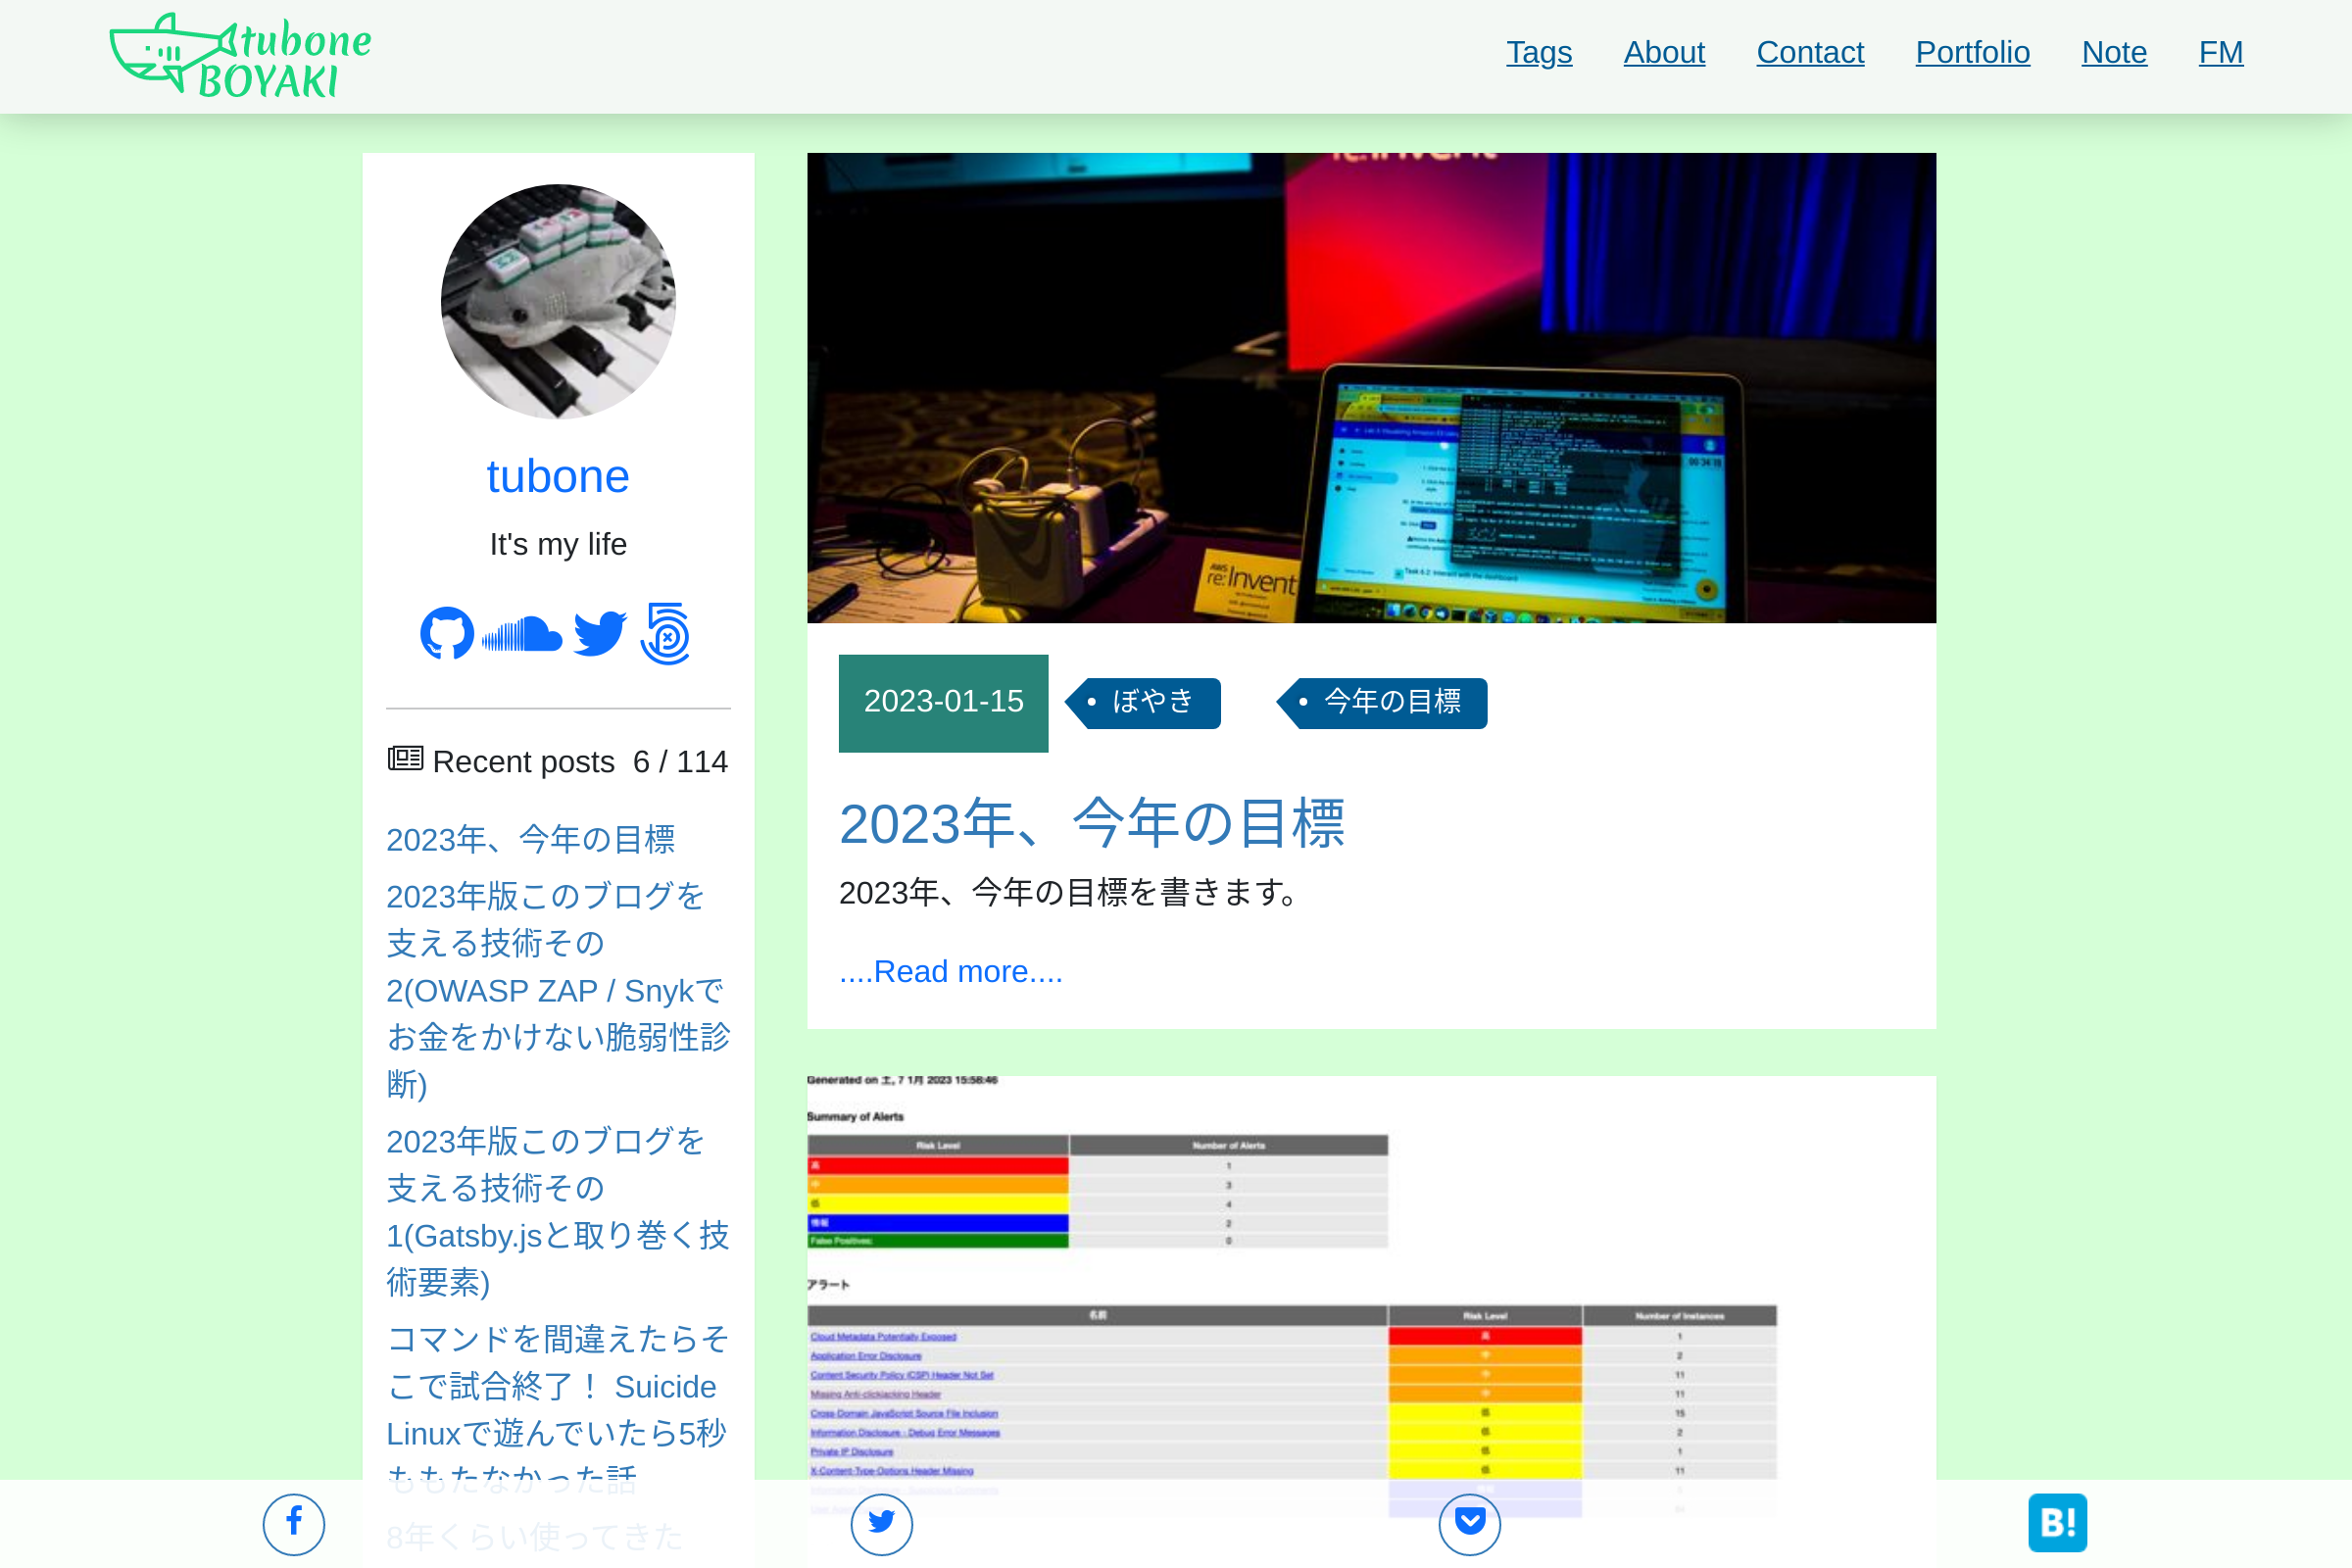 tubone
BOYAKI
Tags About Contact Portfolio Note FM
tubone
It's my life
Recent posts 6 / 114
2023年、今年の目標
2023年版このブログを
支える技術その
2(OWASP ZAP / Snykで
お金をかけない脆弱性診
断)
2023年版このブログを
支える技術その
1(Gatsby.jsと取り巻く技
術要素)
コマンドを間違えたらそ
こで試合終了！ Suicide
Linuxで遊んでいたら5秒
ももたなかった話
8年くらい使ってきた
re:Invent
AWS
re:Invent
00:34:15
2023-01-15
ぼやき
今年の目標
2023年、今年の目標
2023年、今年の目標を書きます。
....Read more....
Generated on 土, 7 1月 2023 15:58:46
Summary of Alerts
Risk Level Number of Alerts
高 1
中 3
低 4
情報 2
False Positives: 0
アラート
名前 Risk Level Number of Instances
Cloud Metadata Potentially Exposed 高 1
Application Error Disclosure 中 2
Content Security Policy (CSP) Header Not Set 中 11
Missing Anti-clickjacking Header 中 11
Cross-Domain JavaScript Source File Inclusion 低 15
Information Disclosure - Debug Error Messages 低 2
Private IP Disclosure 低 1
X-Content-Type-Options Header Missing 低 11
B!